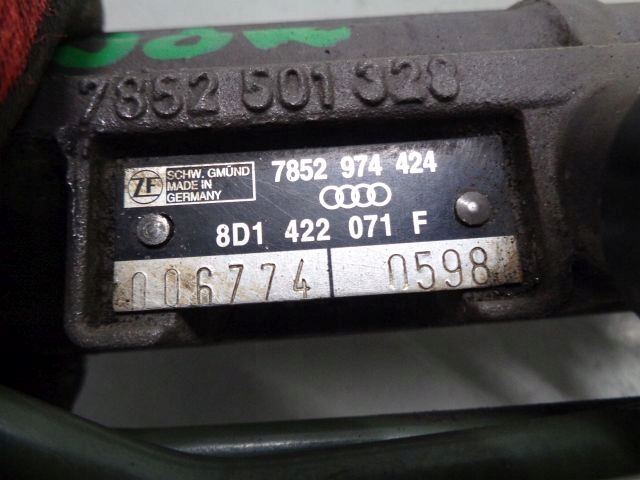 7852 501 328
ZF SCHW. GMÜND
MADE IN
GERMANY
7852 974 424
8D1 422 071 F
006774 0598